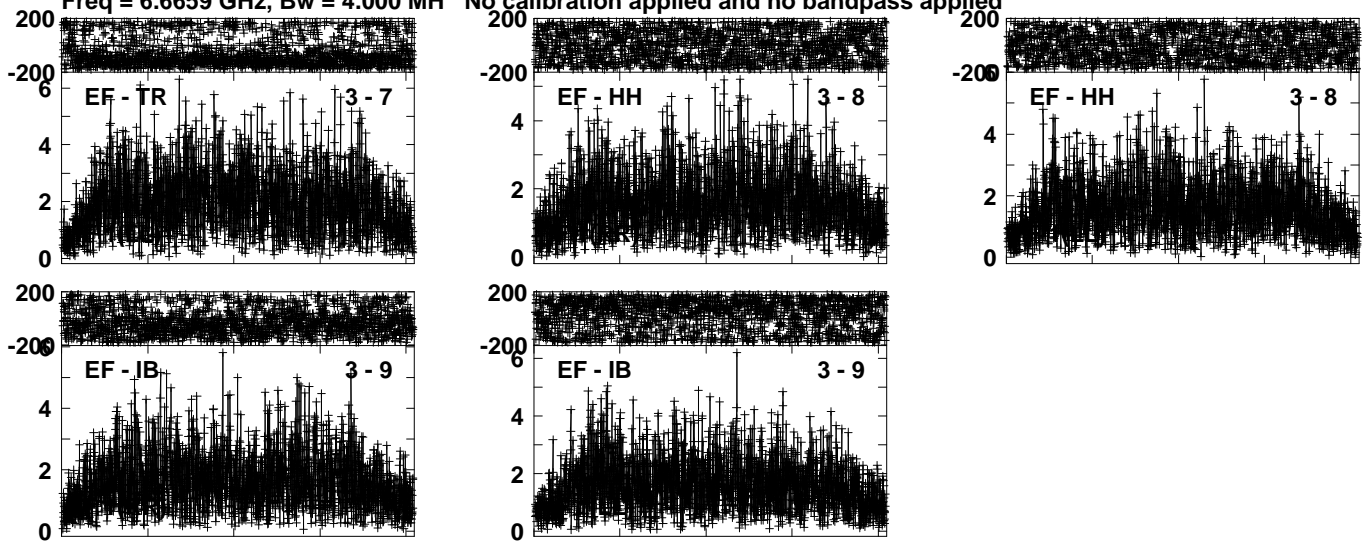 Freq = 6.6659 GHz, Bw = 4.000 MH No calibration applied and no bandpass applied
200 200 200
-200 -200 -200
6 6
EF - TR 3 - 7 EF - HH 3 - 8 EF - HH 3 - 8
4 4 4
2 2 2
0 0 0
200 200
-200 -200
6 6
EF - IB 3 - 9 EF - IB 3 - 9
4 4
2 2
0 0